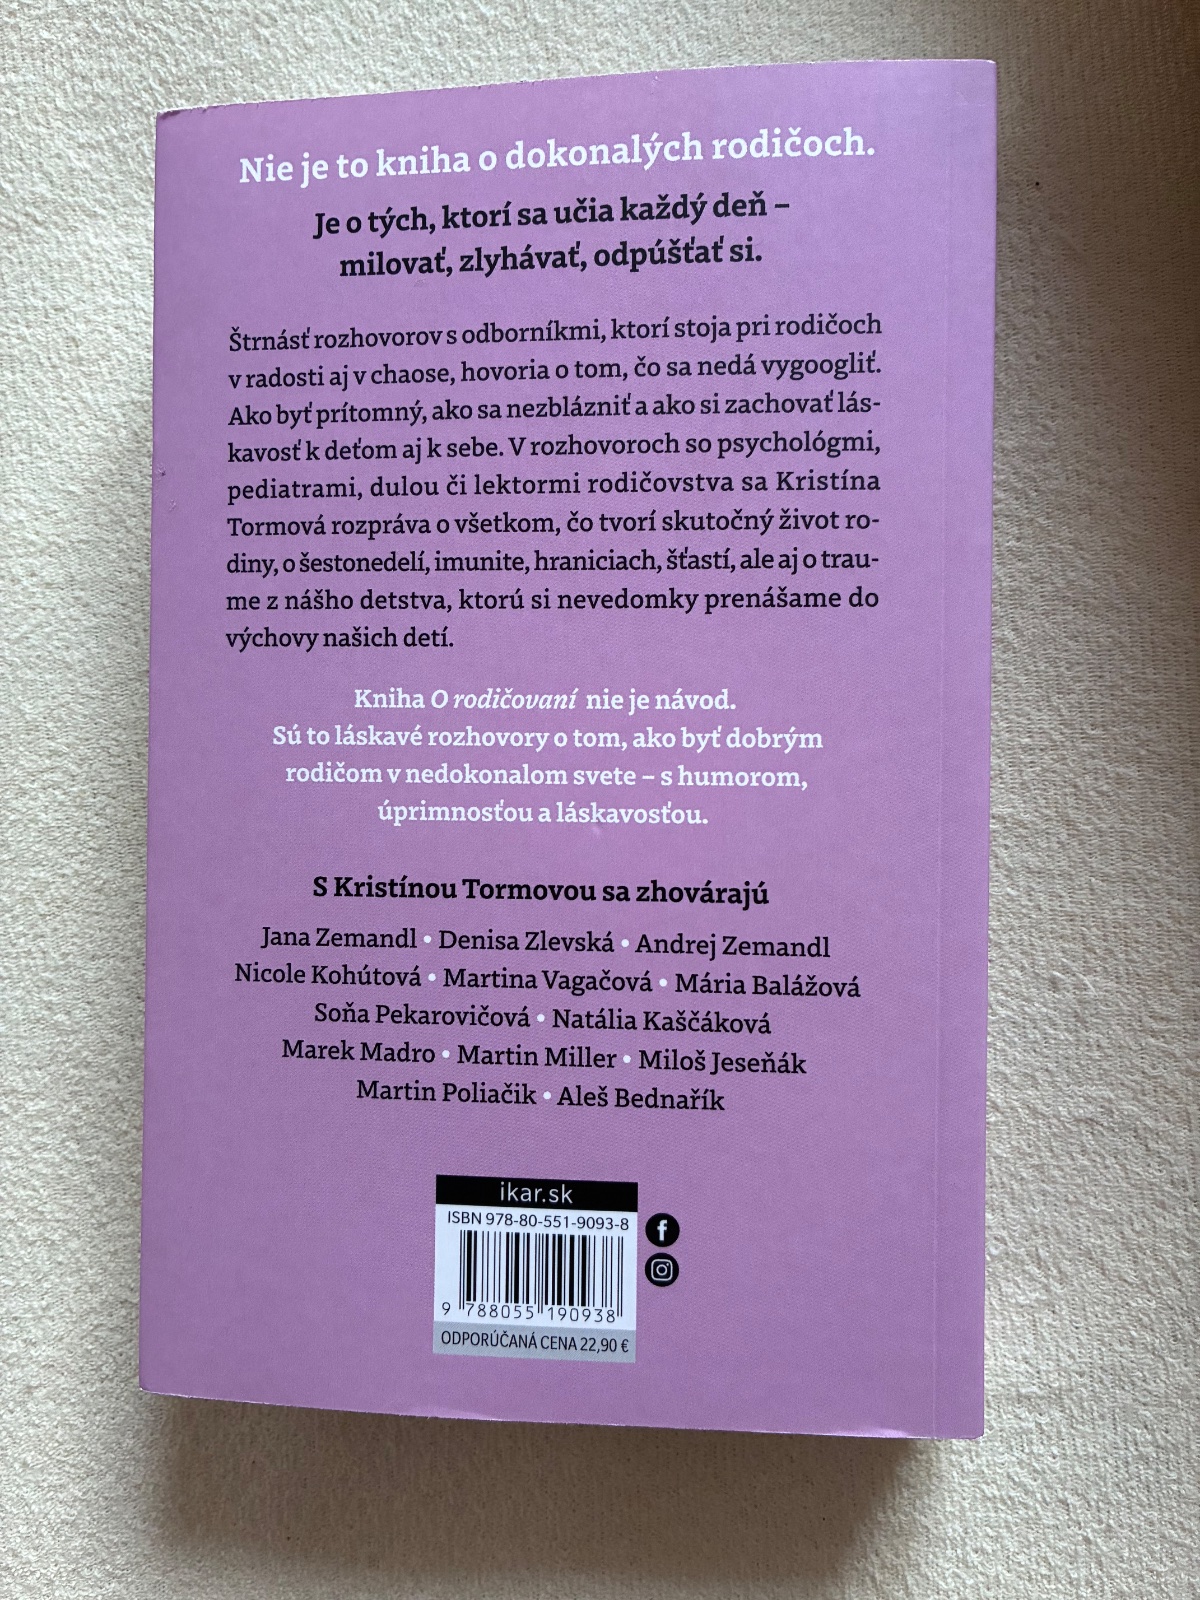 Nie je to kniha o dokonalých rodičoch.
Je o tých, ktorí sa učia každý deň –
milovať, zlyhávať, odpúšťať si.
Štrnásť rozhovorov s odborníkmi, ktorí stoja pri rodičoch
v radosti aj v chaose, hovoria o tom, čo sa nedá vygoogliť.
Ako byť prítomný, ako sa nezblázniť a ako si zachovať lás-
kavosť k deťom aj k sebe. V rozhovoroch so psychológmi,
pediatrami, dulou či lektormi rodičovstva sa Kristína
Tormová rozpráva o všetkom, čo tvorí skutočný život ro-
diny, o šestonedelí, imunite, hraniciach, šťastí, ale aj o trau-
me z nášho detstva, ktorú si nevedomky prenášame do
výchovy našich detí.
Kniha O rodičovaní nie je návod.
Sú to láskavé rozhovory o tom, ako byť dobrým
rodičom v nedokonalom svete – s humorom,
úprimnosťou a láskavosťou.
S Kristínou Tormovou sa zhovárajú
Jana Zemandl • Denisa Zlevská • Andrej Zemandl
Nicole Kohútová • Martina Vagačová • Mária Balážová
Soňa Pekarovičová • Natália Kaščáková
Marek Madro • Martin Miller • Miloš Jeseňák
Martin Poliačik • Aleš Bednařík
ikar.sk
ISBN 978-80-551-9093-8
9 788055 190938
ODPORÚČANÁ CENA 22,90 €